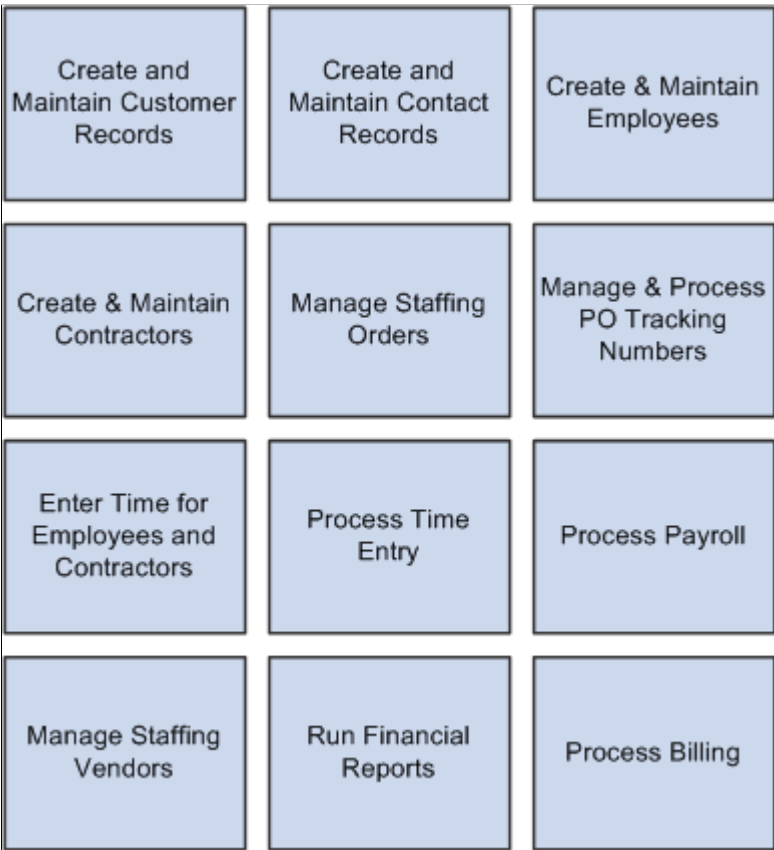 Create and
Maintain Customer
Records
Create and
Maintain Contact
Records
Create & Maintain
Employees
Create & Maintain
Contractors
Manage Staffing
Orders
Manage & Process
PO Tracking
Numbers
Enter Time for
Employees and
Contractors
Process Time
Entry
Process Payroll
Manage Staffing
Vendors
Run Financial
Reports
Process Billing